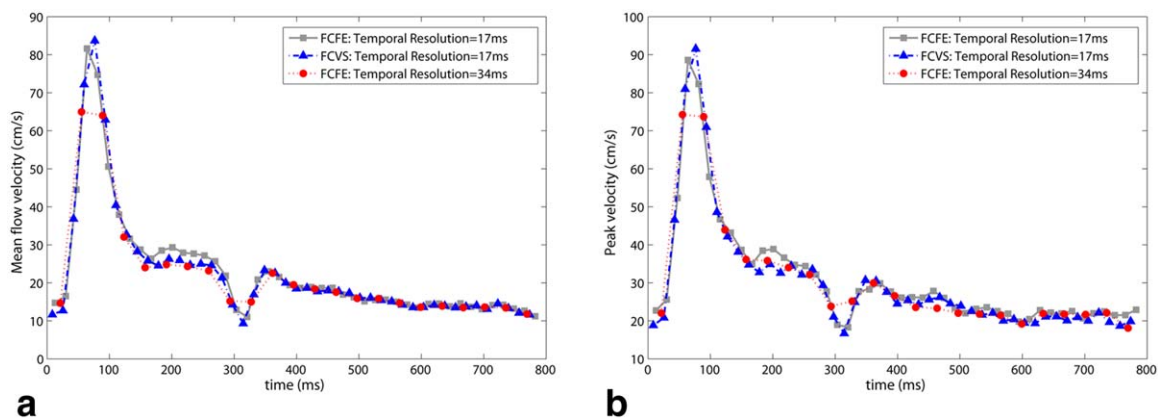 FCFE: Temporal Resolution=17ms
FCVS: Temporal Resolution=17ms
FCFE: Temporal Resolution=34ms
Mean flow velocity (cm/s)
90
80
70
60
50
40
30
20
10
0
0 100 200 300 400 500 600 700 800
time (ms)
a
FCFE: Temporal Resolution=17ms
FCVS: Temporal Resolution=17ms
FCFE: Temporal Resolution=34ms
Peak velocity (cm/s)
100
90
80
70
60
50
40
30
20
10
0 100 200 300 400 500 600 700 800
time (ms)
b